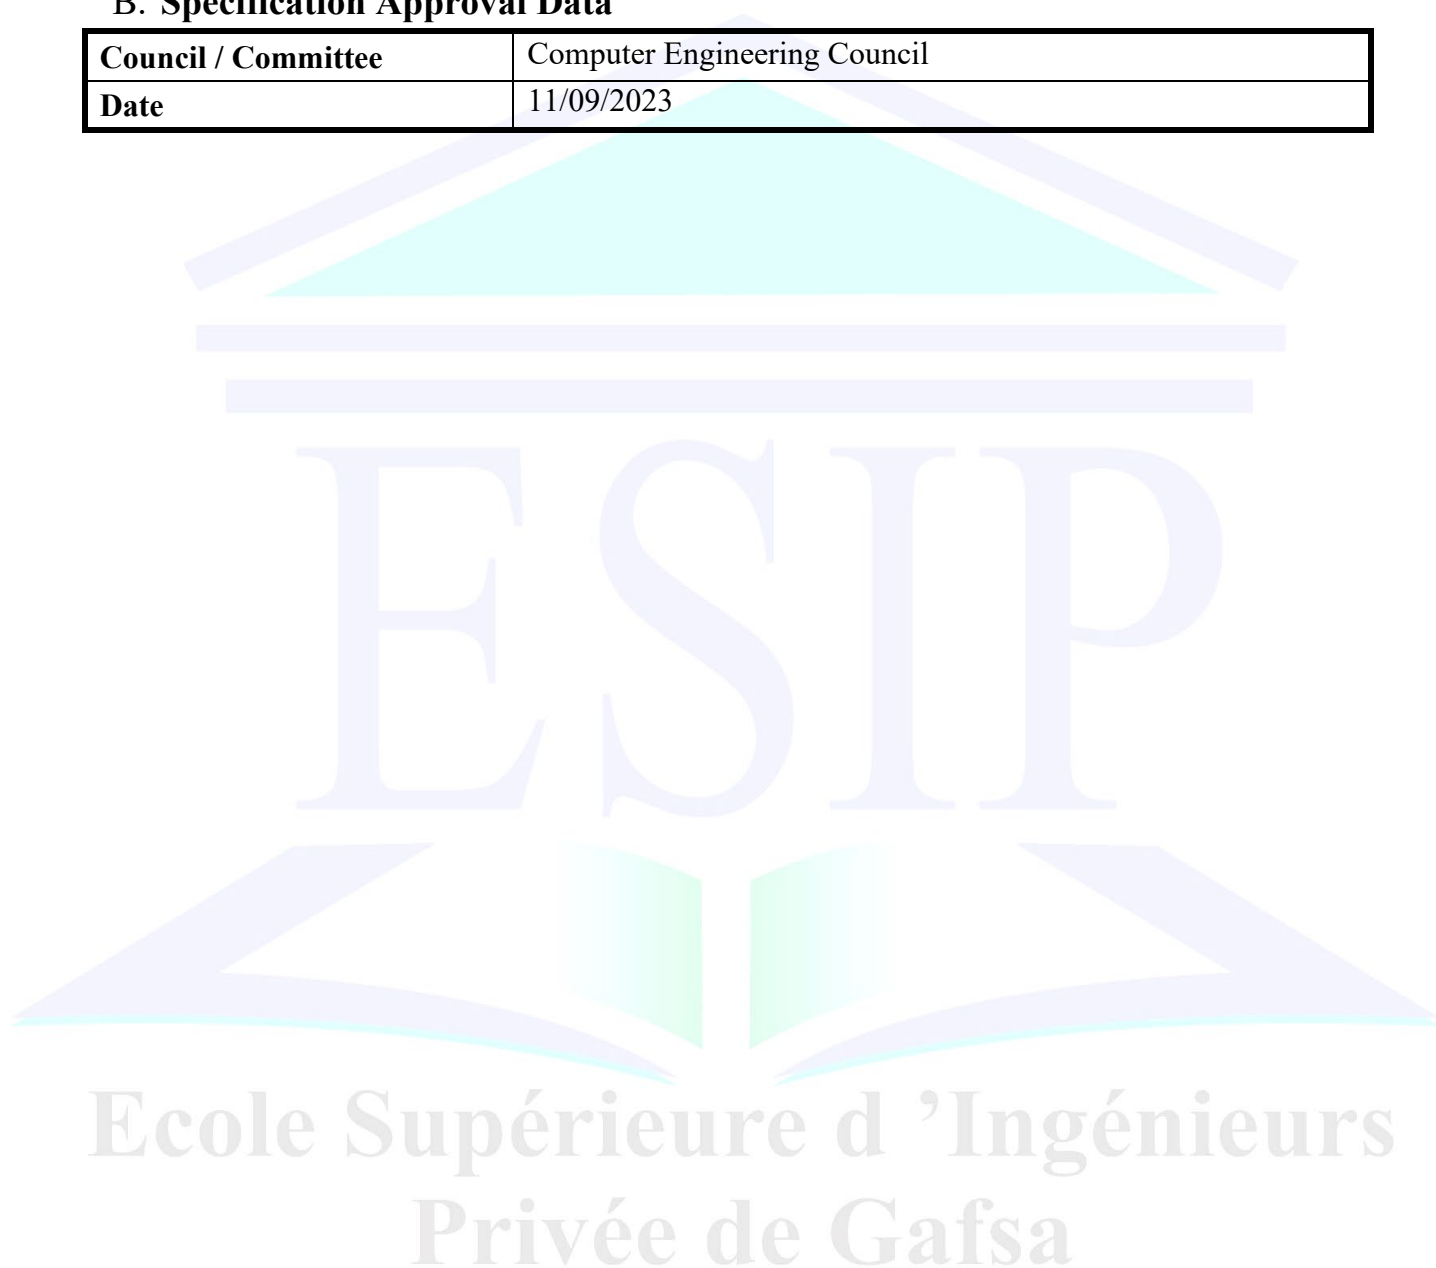 B. Specification Approval Data
Council / Committee Computer Engineering Council
Date 11/09/2023
ESIP
Ecole Supérieure d ’Ingénieurs
Privée de Gafsa